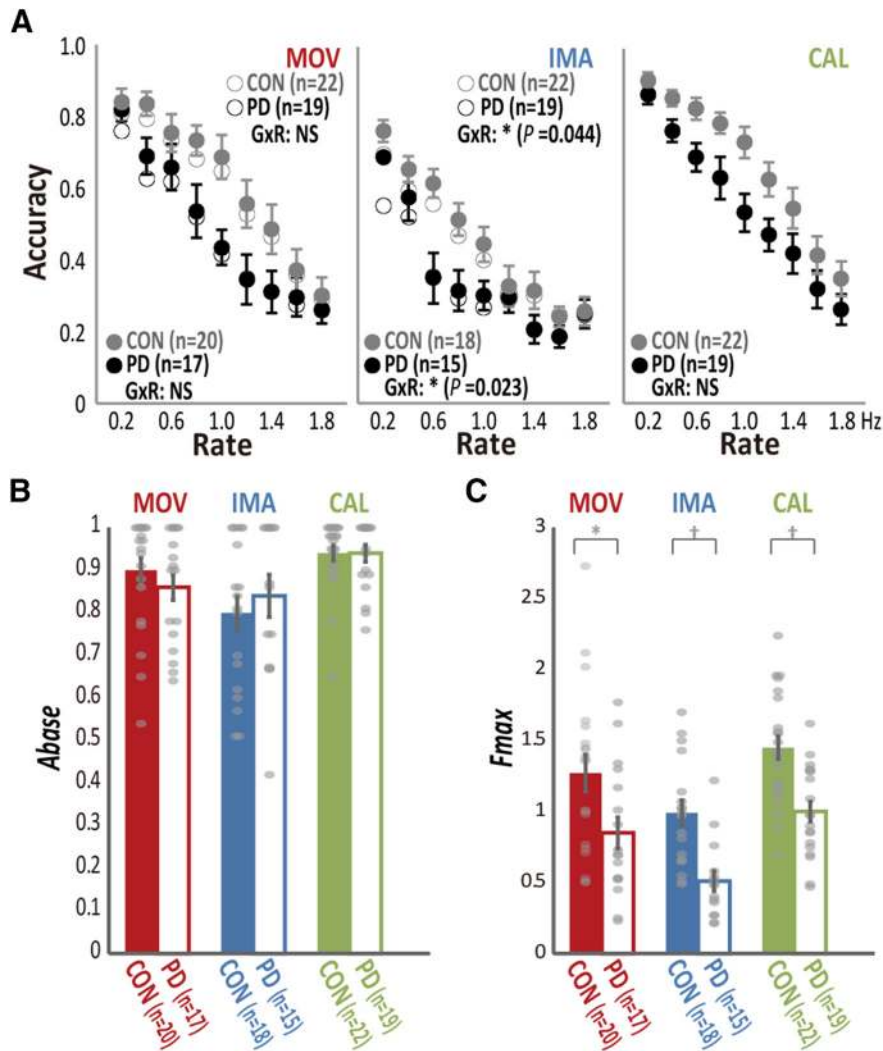 A
MOV
IMA
CAL
CON (n=22)
PD (n=19)
GxR: NS
CON (n=22)
PD (n=19)
GxR: * (P =0.044)
1.0
0.8
0.6
0.4
0.2
0
Accuracy
CON (n=20)
PD (n=17)
GxR: NS
CON (n=18)
PD (n=15)
GxR: * (P =0.023)
CON (n=22)
PD (n=19)
GxR: NS
0.2 0.6 1.0 1.4 1.8
0.2 0.6 1.0 1.4 1.8
0.2 0.6 1.0 1.4 1.8 Hz
Rate
Rate
Rate
B
MOV
IMA
CAL
1
0.9
0.8
0.7
0.6
0.5
0.4
0.3
0.2
0.1
0
Abase
CON (n=20)
PD (n=17)
CON (n=18)
PD (n=15)
CON (n=22)
PD (n=19)
C
MOV
IMA
CAL
3
2.5
2
1.5
1
0.5
0
Fmax
*
†
†
CON (n=20)
PD (n=17)
CON (n=18)
PD (n=15)
CON (n=22)
PD (n=19)